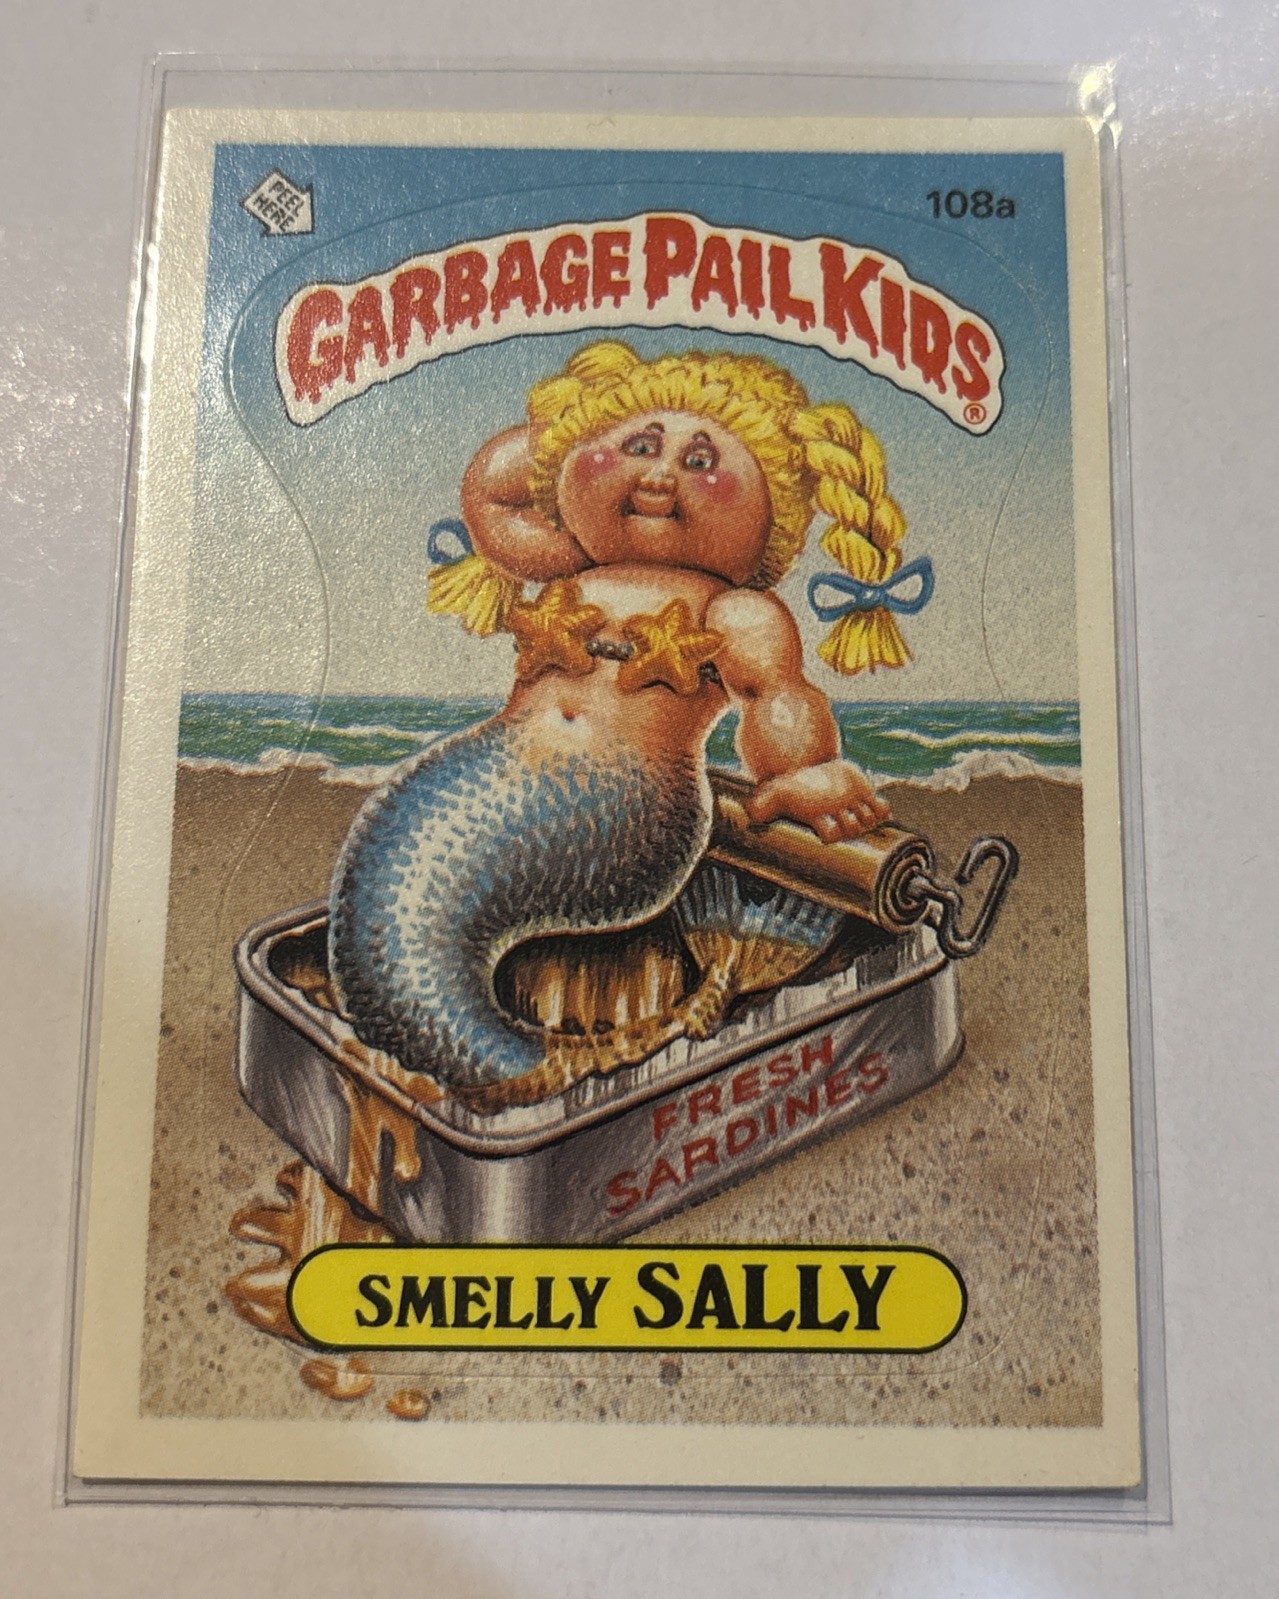 PEEL
HERE
108a
GARBAGE PAIL KIDS®
FRESH
SARDINES
SMELLY SALLY